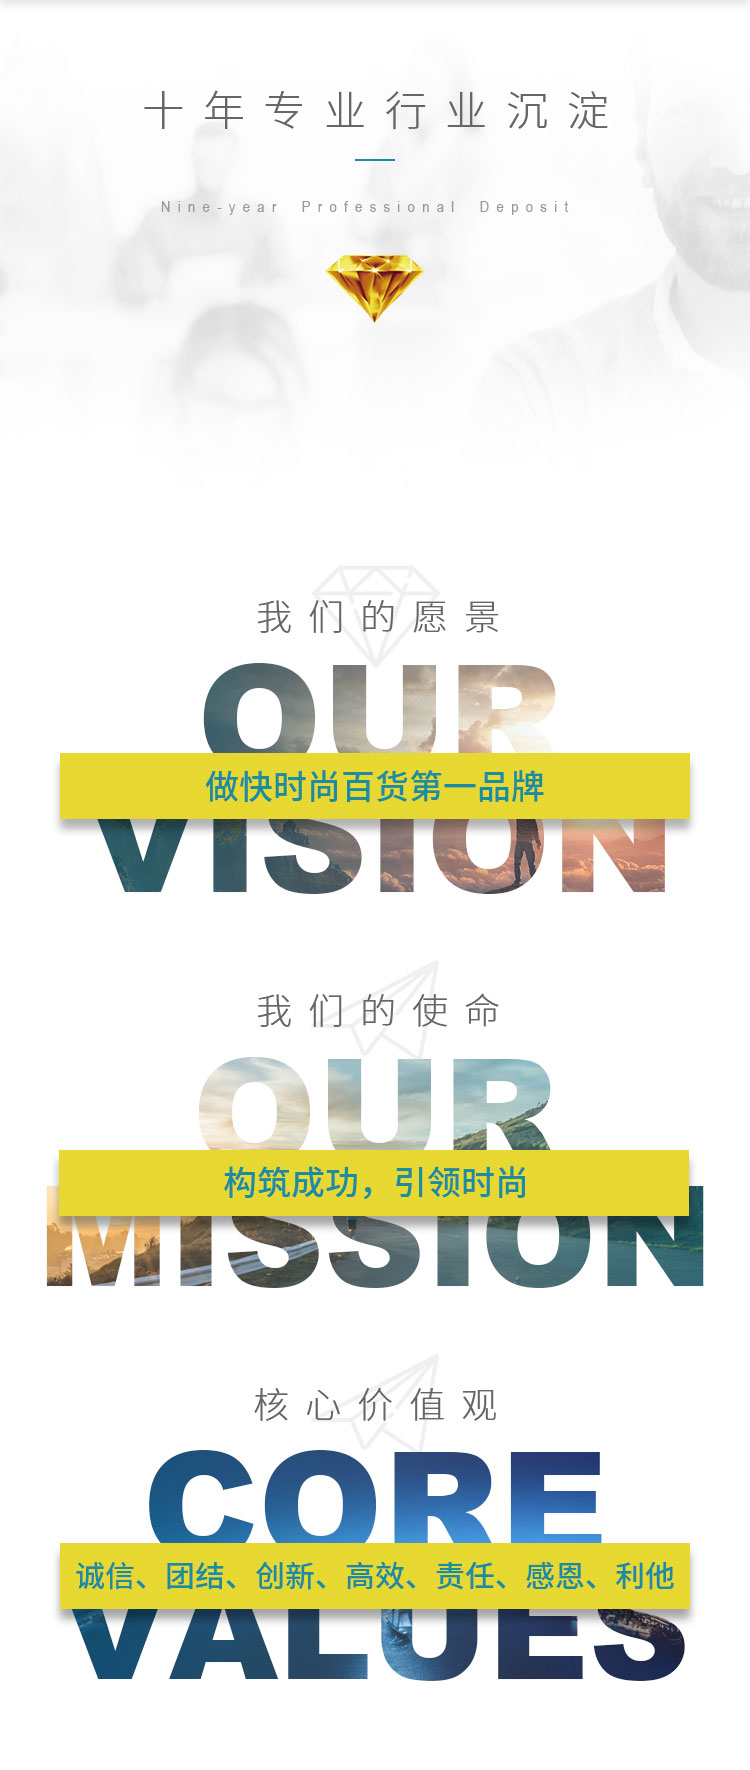 十年专业行业沉淀
Nine-year Professional Deposit
我们的愿景
OUR
做快时尚百货第一品牌
VISION
我们的使命
OUR
构筑成功，引领时尚
MISSION
核心价值观
CORE
诚信、团结、创新、高效、责任、感恩、利他
VALUES